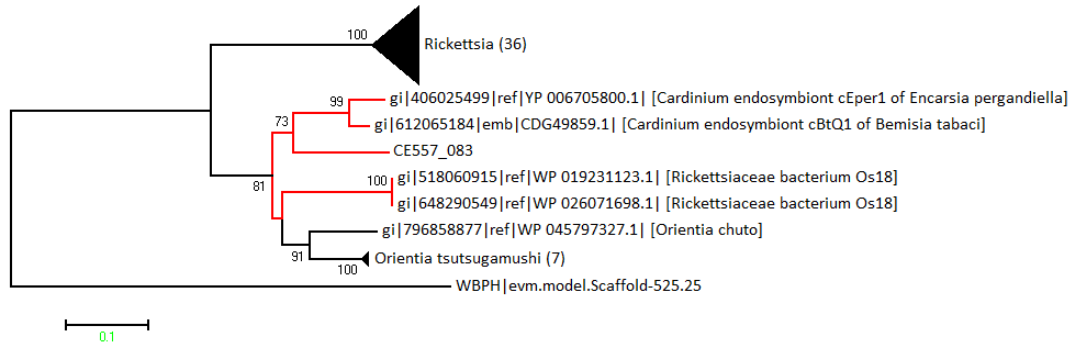 100
Rickettsia (36)
99
gi|406025499|ref|YP 006705800.1| [Cardinium endosymbiont cEper1 of Encarsia pergandiella]
73
gi|612065184|emb|CDG49859.1| [Cardinium endosymbiont cBtQ1 of Bemisia tabaci]
CE557_083
81
100
gi|518060915|ref|WP 019231123.1| [Rickettsiaceae bacterium Os18]
gi|648290549|ref|WP 026071698.1| [Rickettsiaceae bacterium Os18]
gi|796858877|ref|WP 045797327.1| [Orientia chuto]
91
100
Orientia tsutsugamushi (7)
WBPH|evm.model.Scaffold-525.25
0.1